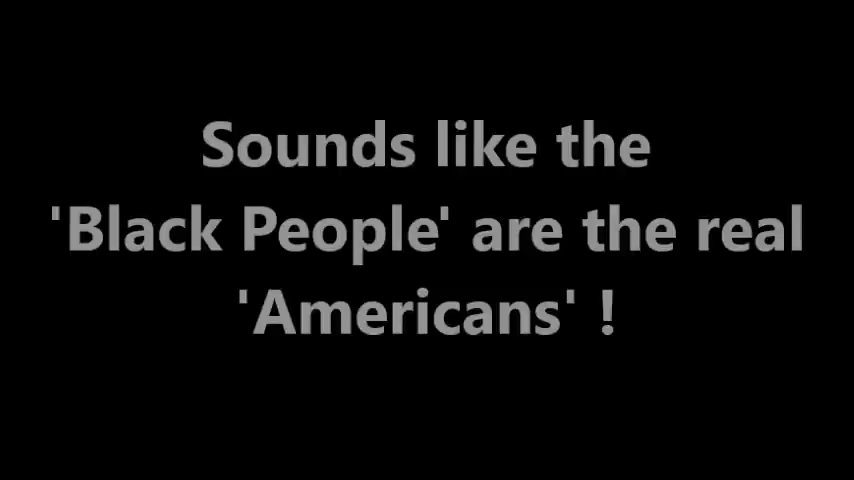 Sounds like the
'Black People' are the real
'Americans' !